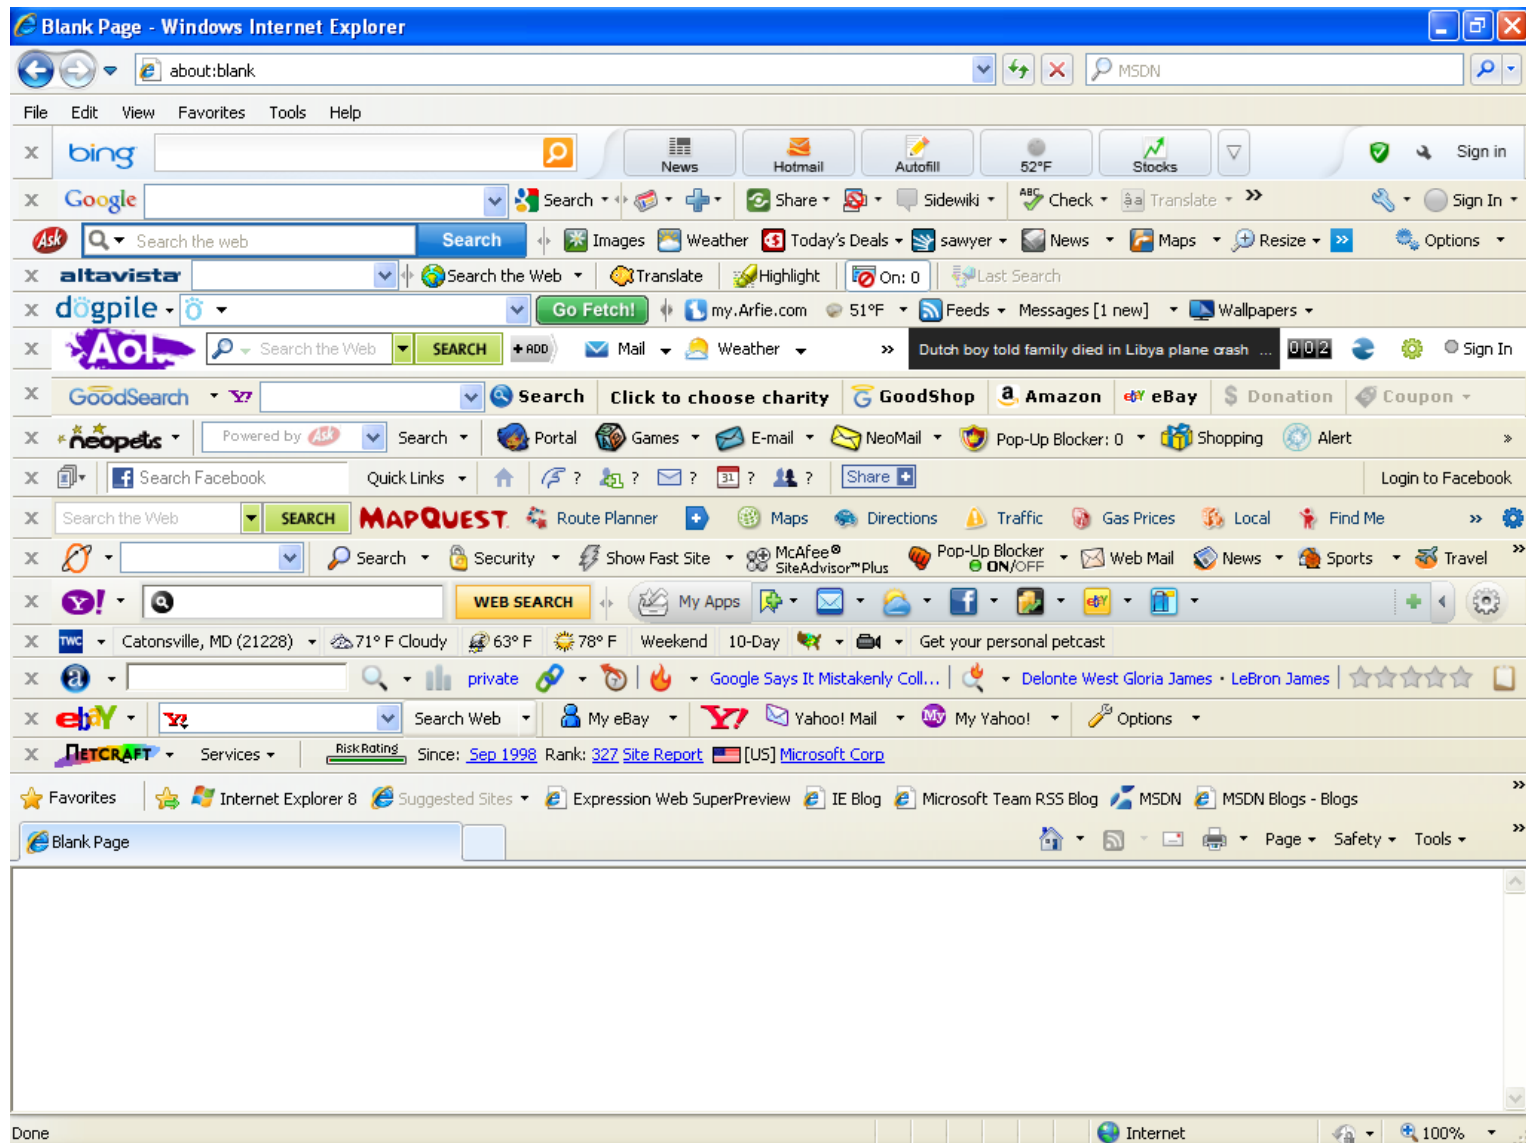 Blank Page - Windows Internet Explorer
about:blank MSDN
File Edit View Favorites Tools Help
x bing News Hotmail Autofill 52°F Stocks Sign in
x Google Search Share Sidewiki ABC Check âa Translate » Sign In
Ask Search the web Search Images Weather Today's Deals sawyer News Maps Resize » Options
x altavista Search the Web Translate Highlight On: 0 Last Search
x dogpile Go Fetch! my.Arfie.com 51°F Feeds Messages [1 new] Wallpapers
x Aol. Search the Web SEARCH + ADD Mail Weather » Dutch boy told family died in Libya plane crash ... 002 Sign In
x GoodSearch Y? Search Click to choose charity GoodShop a Amazon ebY eBay $ Donation Coupon
x neopets Powered by Ask Search Portal Games E-mail NeoMail Pop-Up Blocker: 0 Shopping Alert »
x Search Facebook Quick Links ? ? ? 31 ? ? Share Login to Facebook
x Search the Web SEARCH MAPQUEST. Route Planner Maps Directions Traffic Gas Prices Local Find Me »
x Search Security Show Fast Site McAfee® SiteAdvisor™ Plus Pop-Up Blocker ON/OFF Web Mail News Sports Travel »
x Y! WEB SEARCH My Apps ebY
x TWC Catonsville, MD (21228) 71° F Cloudy 63° F 78° F Weekend 10-Day Get your personal petcast
x a private Google Says It Mistakenly Coll... Delonte West Gloria James • LeBron James
x ebaY Y? Search Web My eBay Y? Yahoo! Mail My My Yahoo! Options
x NETCRAFT Services Risk Rating Since: Sep 1998 Rank: 327 Site Report [US] Microsoft Corp
Favorites Internet Explorer 8 Suggested Sites Expression Web SuperPreview IE Blog Microsoft Team RSS Blog MSDN MSDN Blogs - Blogs »
Blank Page Page Safety Tools »
Done Internet 100%